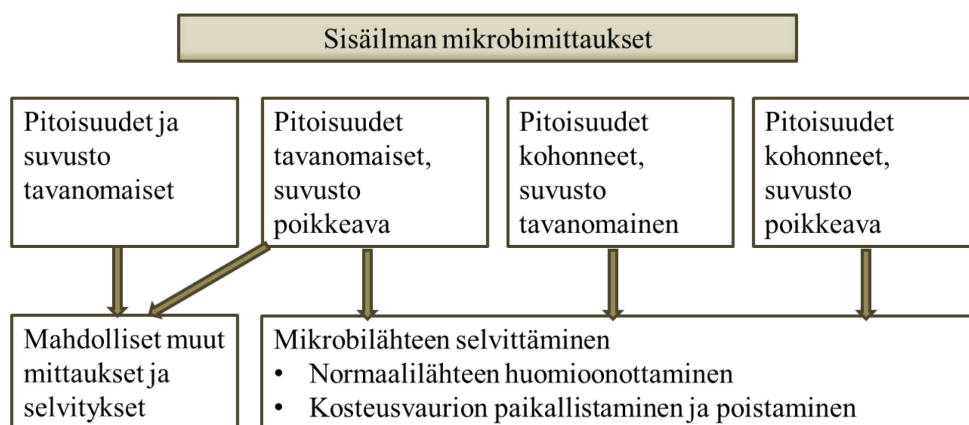 Sisäilman mikrobimittaukset
Pitoisuudet ja
suvusto
tavanomaiset
Pitoisuudet
tavanomaiset,
suvusto
poikkeava
Pitoisuudet
kohonneet,
suvusto
tavanomainen
Pitoisuudet
kohonneet,
suvusto
poikkeava
Mahdolliset muut
mittaukset ja
selvitykset
Mikrobilähteen selvittäminen
• Normaalilähteen huomioonottaminen
• Kosteusvaurion paikallistaminen ja poistaminen